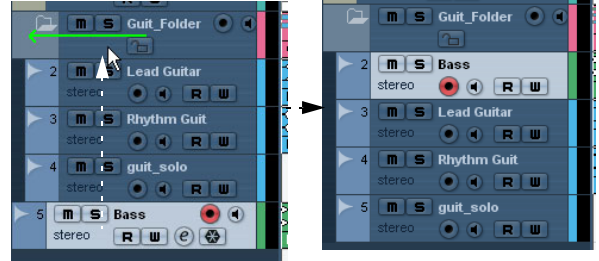 m S Guit_Folder
2 m S Lead Guitar
stereo R W
3 m S Rhythm Guit
stereo R W
4 m S guit_solo
stereo R W
5 m S Bass
stereo R W e
m S Guit_Folder
2 m S Bass
stereo R W
3 m S Lead Guitar
stereo R W
4 m S Rhythm Guit
stereo R W
5 m S guit_solo
stereo R W